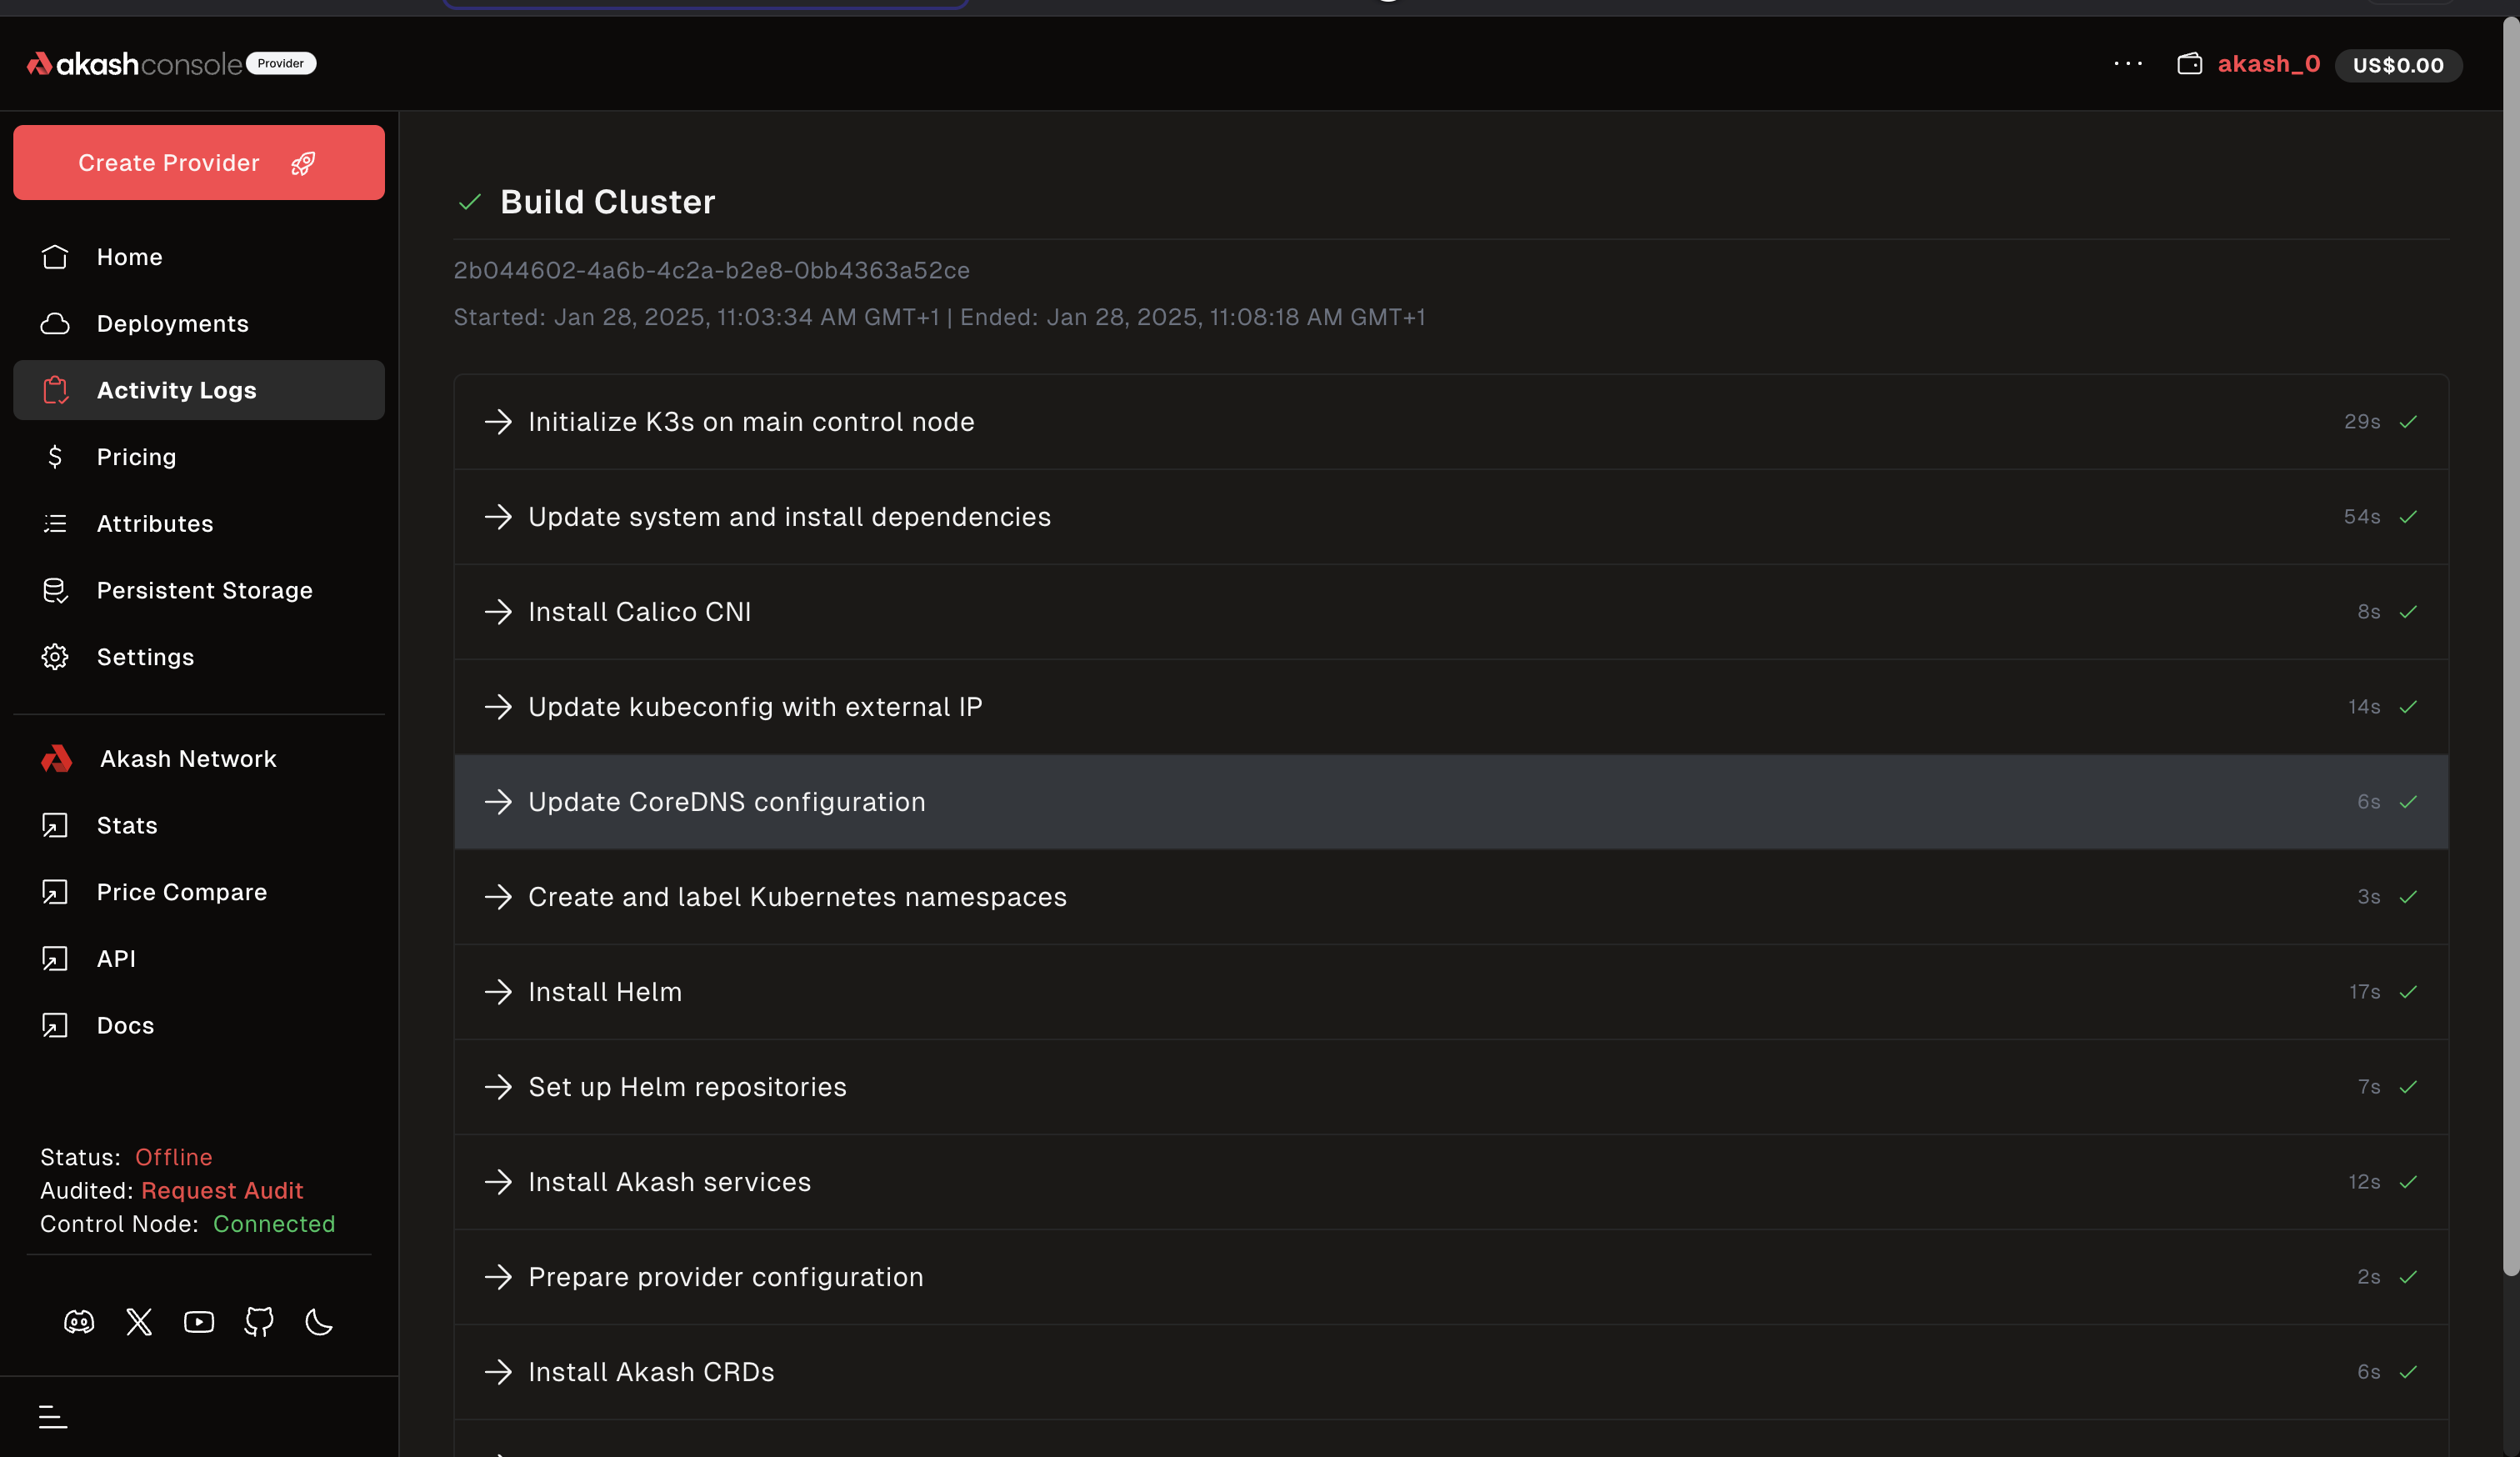 akashconsole Provider
··· akash_0 US$0.00
Create Provider
Home
Deployments
Activity Logs
Pricing
Attributes
Persistent Storage
Settings
Akash Network
Stats
Price Compare
API
Docs
Status: Offline
Audited: Request Audit
Control Node: Connected
Build Cluster
2b044602-4a6b-4c2a-b2e8-0bb4363a52ce
Started: Jan 28, 2025, 11:03:34 AM GMT+1 | Ended: Jan 28, 2025, 11:08:18 AM GMT+1
Initialize K3s on main control node 29s
Update system and install dependencies 54s
Install Calico CNI 8s
Update kubeconfig with external IP 14s
Update CoreDNS configuration 6s
Create and label Kubernetes namespaces 3s
Install Helm 17s
Set up Helm repositories 7s
Install Akash services 12s
Prepare provider configuration 2s
Install Akash CRDs 6s